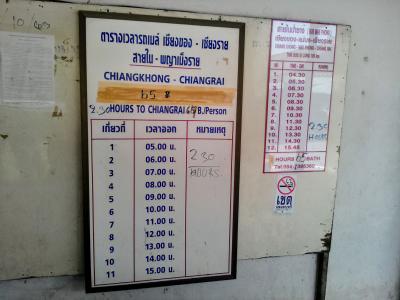 ตารางเวลารถเมล์ เชียงของ - เชียงราย
สายใน - พญาเม็งราย
CHIANGKHONG - CHIANGRAI
65 ฿
2.30 HOURS TO CHIANGRAI 65 B./Person
เที่ยวที่ เวลาออก หมายเหตุ
1 05.00 น.
2 06.00 น.
3 07.00 น.
4 08.00 น.
5 09.00 น.
6 10.00 น.
7 11.00 น.
8 12.00 น.
9 13.00 น.
10 14.00 น.
11 15.00 น.
2.30
HOURS.
1 04.30
2 05.30
3 06.30
4 07.30
5 08.30
6 09.30
7 10.30
8 11.30
9 12.30
10 13.30
11 14.30
12 15.45
2.30
HOURS
HOURS 65 BATH
เขต